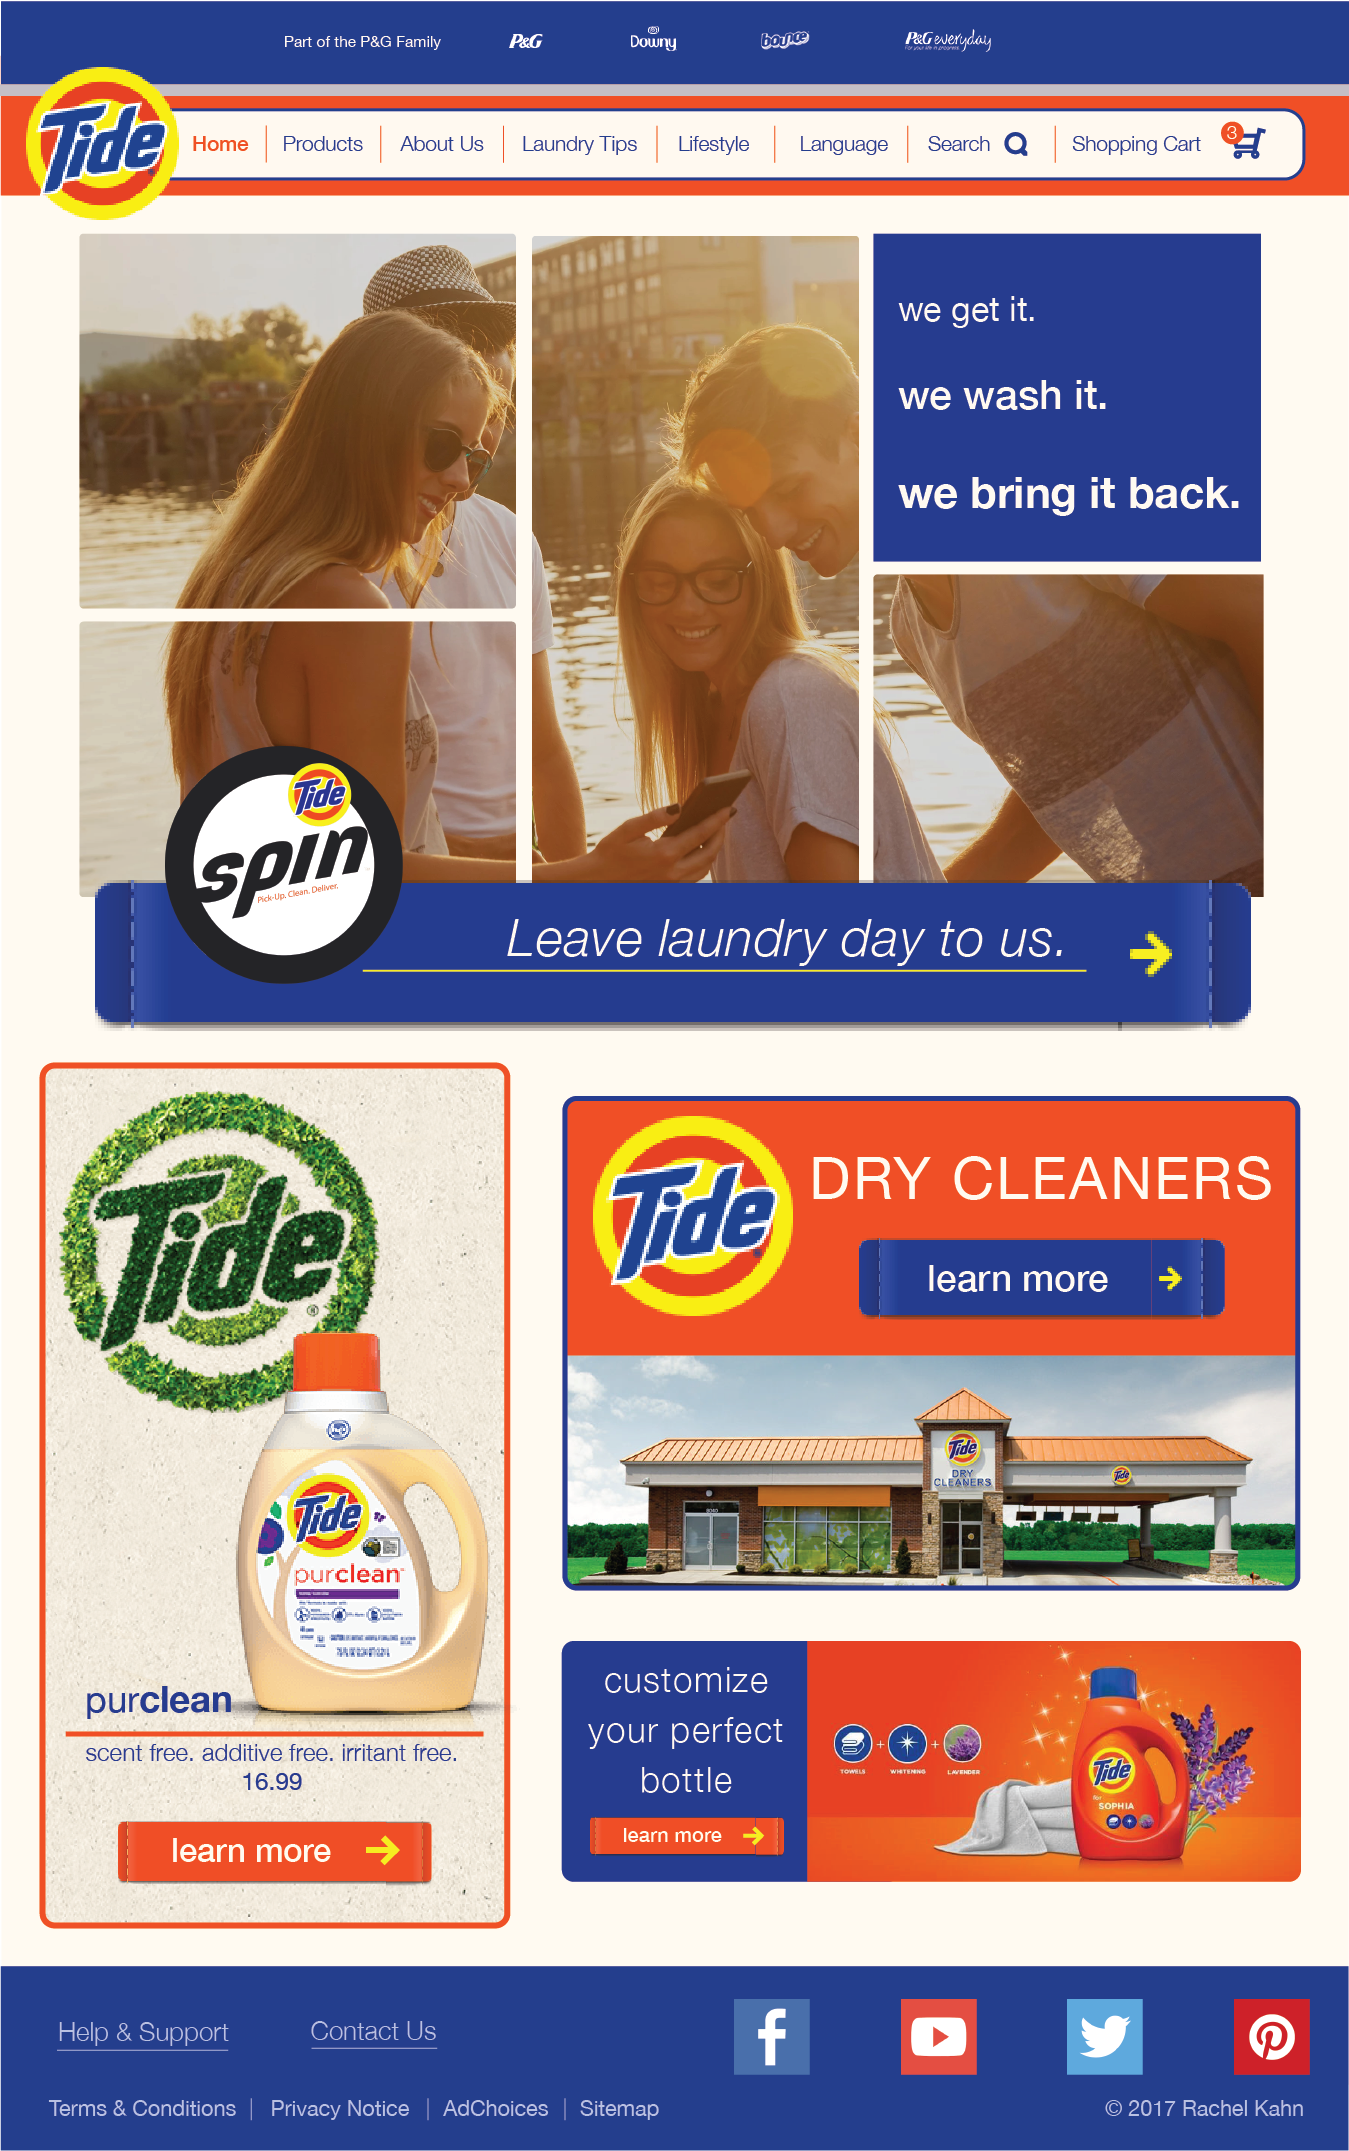 Part of the P&G Family
P&G
Downy
bounce
P&G everyday
Tide
Home
Products
About Us
Laundry Tips
Lifestyle
Language
Search
Shopping Cart
3
we get it.
we wash it.
we bring it back.
Tide
spin
Pick-Up. Clean. Deliver.
Leave laundry day to us.
Tide
®
Tide
purclean
purclean
scent free. additive free. irritant free.
16.99
learn more
Tide
DRY CLEANERS
learn more
Tide
DRY
CLEANERS
Tide
customize
your perfect
bottle
learn more
TOWELS
+
WHITENING
+
LAVENDER
Tide
for
SOPHIA
Help & Support
Contact Us
Terms & Conditions | Privacy Notice | AdChoices | Sitemap
© 2017 Rachel Kahn